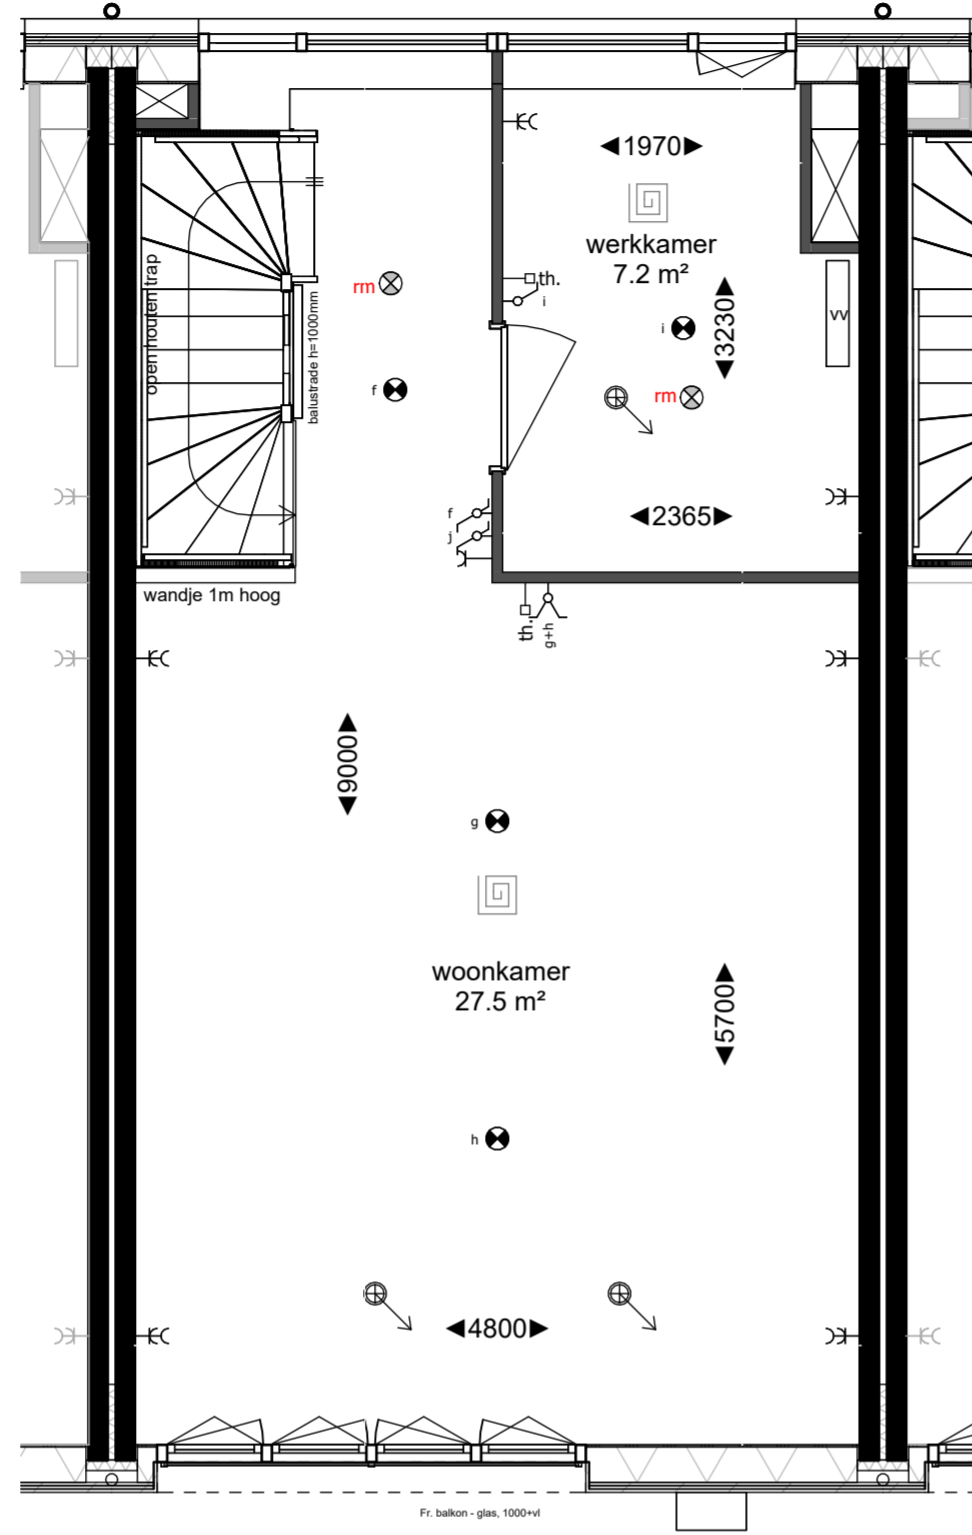 1970
werkkamer
7.2 m²
th.
i
rm
open houten trap
balustrade h=1000mm
3230
vv
i
f
rm
f
j
2365
wandje 1m hoog
th.
g+h
9000
g
woonkamer
27.5 m²
5700
h
4800
Fr. balkon - glas, 1000+vl